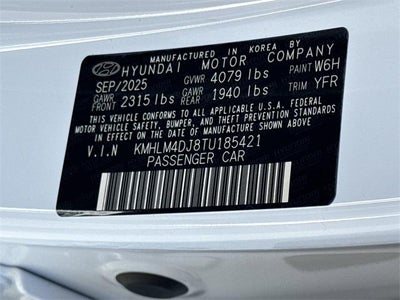 MANUFACTURED IN KOREA BY
HYUNDAI MOTOR COMPANY
SEP/2025 GVWR 4079 lbs PAINT W6H
GAWR FRONT 2315 lbs GAWR REAR 1940 lbs TRIM YFR
THIS VEHICLE CONFORMS TO ALL APPLICABLE U.S.A. FEDERAL
MOTOR VEHICLE SAFETY, BUMPER, AND THEFT PREVENTION STANDARDS
IN EFFECT ON THE DATE OF MANUFACTURE SHOWN ABOVE.
V.I.N KMHLM4DJ8TU185421
PASSENGER CAR